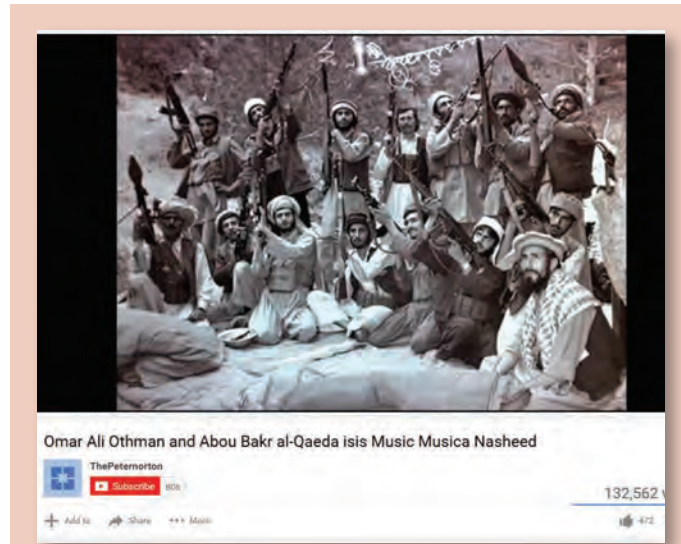 Omar Ali Othman and Abou Bakr al-Qaeda isis Music Musica Nasheed
ThePeternorton
Subscribe 806
132,562
Add to Share More
472